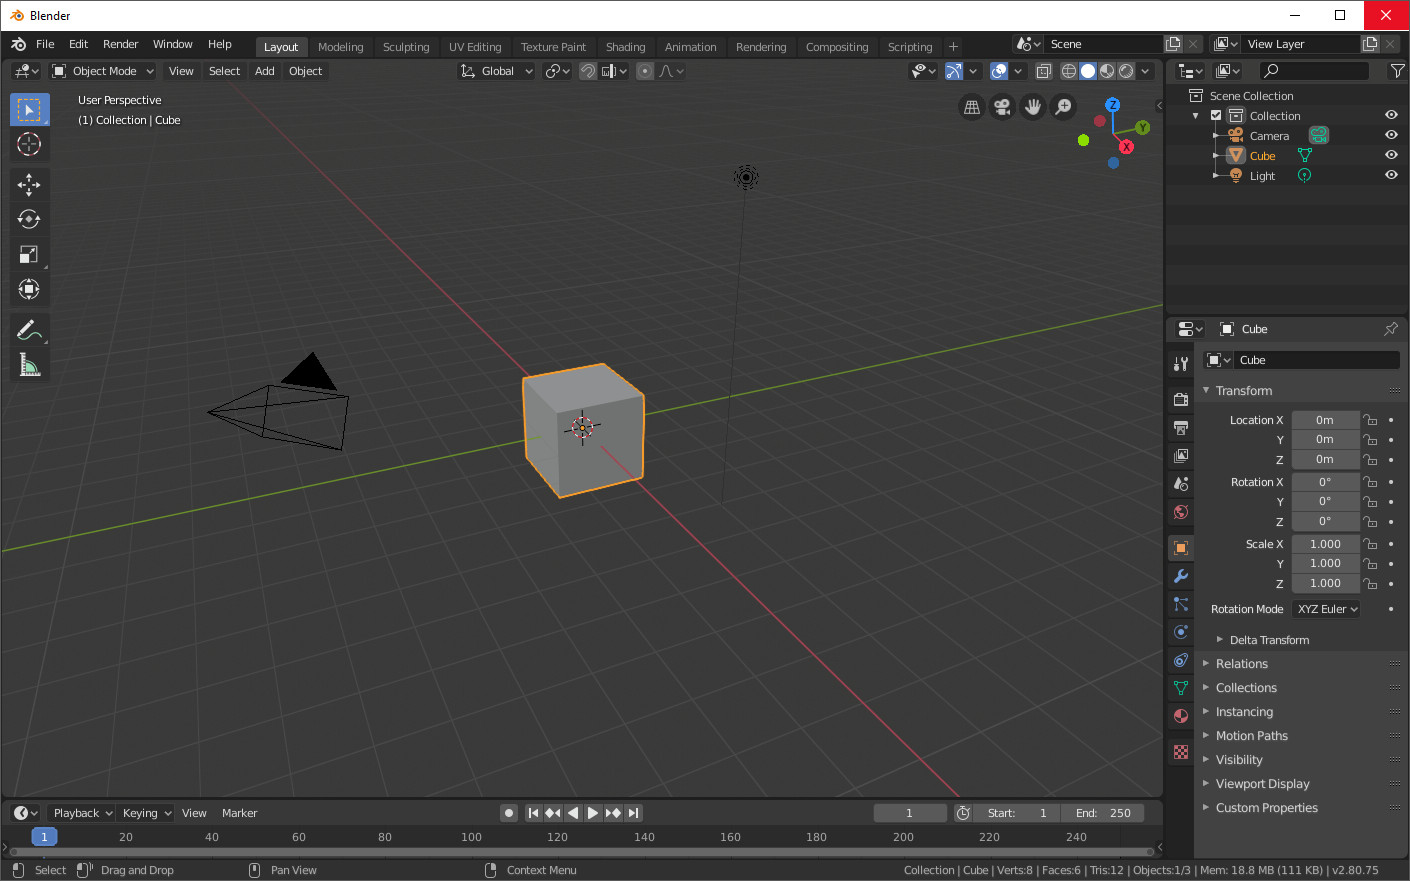 Blender
File Edit Render Window Help Layout Modeling Sculpting UV Editing Texture Paint Shading Animation Rendering Compositing Scripting + Scene View Layer
Object Mode View Select Add Object Global
User Perspective
(1) Collection | Cube
Z
Y
X
Scene Collection
Collection
Camera
Cube
Light
Cube
Cube
Transform
Location X 0m
Y 0m
Z 0m
Rotation X 0°
Y 0°
Z 0°
Scale X 1.000
Y 1.000
Z 1.000
Rotation Mode XYZ Euler
Delta Transform
Relations
Collections
Instancing
Motion Paths
Visibility
Viewport Display
Custom Properties
Playback Keying View Marker 1 Start: 1 End: 250
1 20 40 60 80 100 120 140 160 180 200 220 240
Select Drag and Drop Pan View Context Menu Collection | Cube | Verts:8 | Faces:6 | Tris:12 | Objects:1/3 | Mem: 18.8 MB (111 KB) | v2.80.75